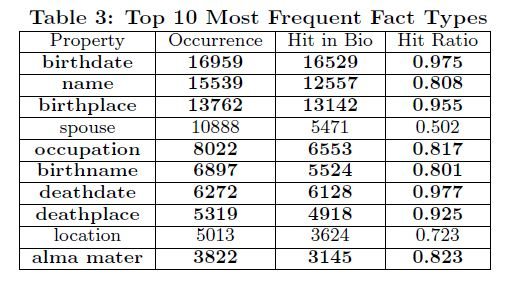 Table 3: Top 10 Most Frequent Fact Types
Property Occurrence Hit in Bio Hit Ratio
birthdate 16959 16529 0.975
name 15539 12557 0.808
birthplace 13762 13142 0.955
spouse 10888 5471 0.502
occupation 8022 6553 0.817
birthname 6897 5524 0.801
deathdate 6272 6128 0.977
deathplace 5319 4918 0.925
location 5013 3624 0.723
alma mater 3822 3145 0.823